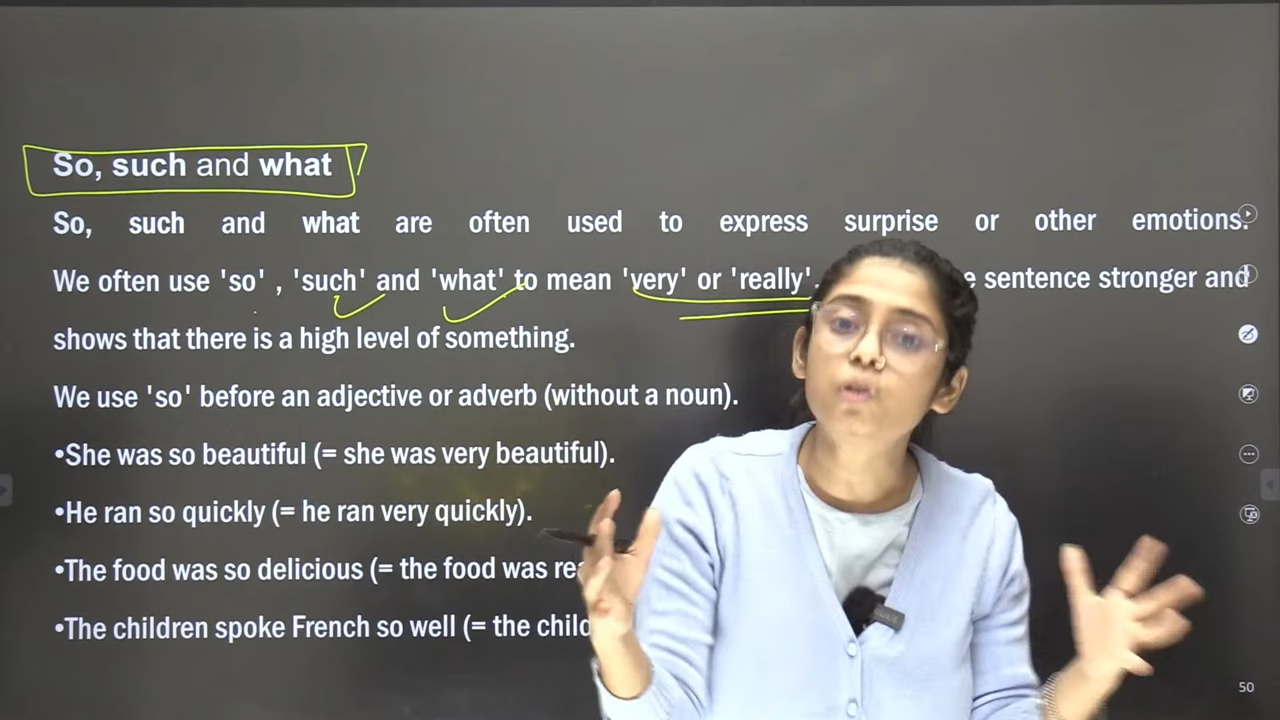 So, such and what
So, such and what are often used to express surprise or other emotions.
We often use 'so' , 'such' and 'what' to mean 'very' or 'really'. sentence stronger and
shows that there is a high level of something.
We use 'so' before an adjective or adverb (without a noun).
•She was so beautiful (= she was very beautiful).
•He ran so quickly (= he ran very quickly).
•The food was so delicious (= the food was
•The children spoke French so well (= the
50